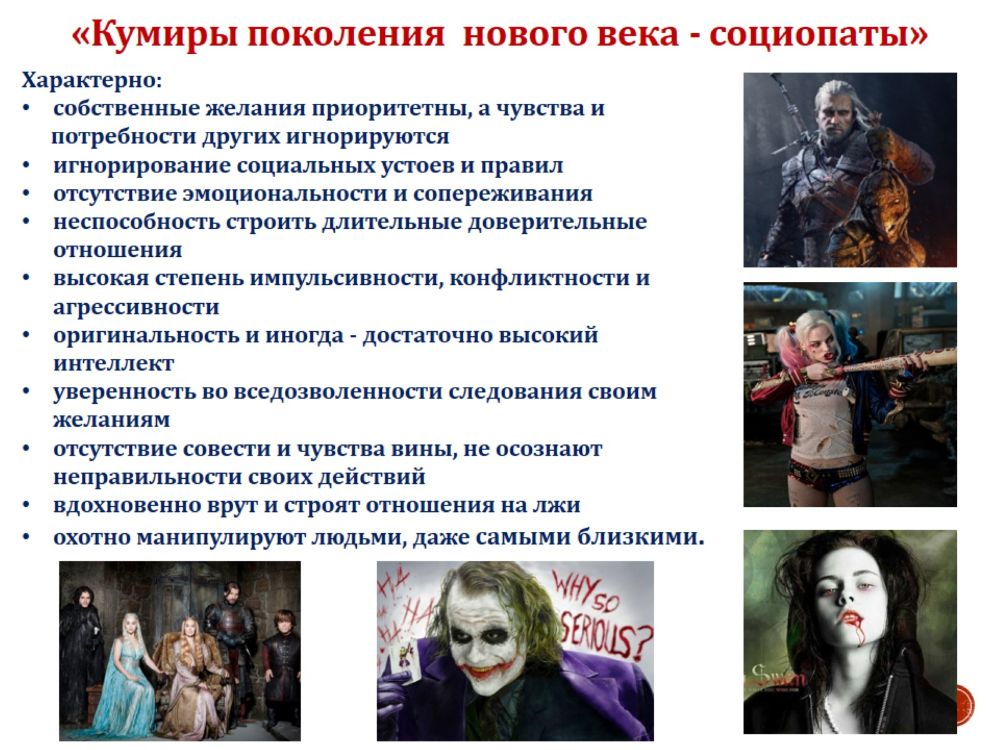 «Кумиры поколения нового века - социопаты»
Характерно:
• собственные желания приоритетны, а чувства и
потребности других игнорируются
• игнорирование социальных устоев и правил
• отсутствие эмоциональности и сопереживания
• неспособность строить длительные доверительные
отношения
• высокая степень импульсивности, конфликтности и
агрессивности
• оригинальность и иногда - достаточно высокий
интеллект
• уверенность во вседозволенности следования своим
желаниям
• отсутствие совести и чувства вины, не осознают
неправильности своих действий
• вдохновенно врут и строят отношения на лжи
• охотно манипулируют людьми, даже самыми близкими.
HA
HA
WHY SO
SERIOUS?
Swan